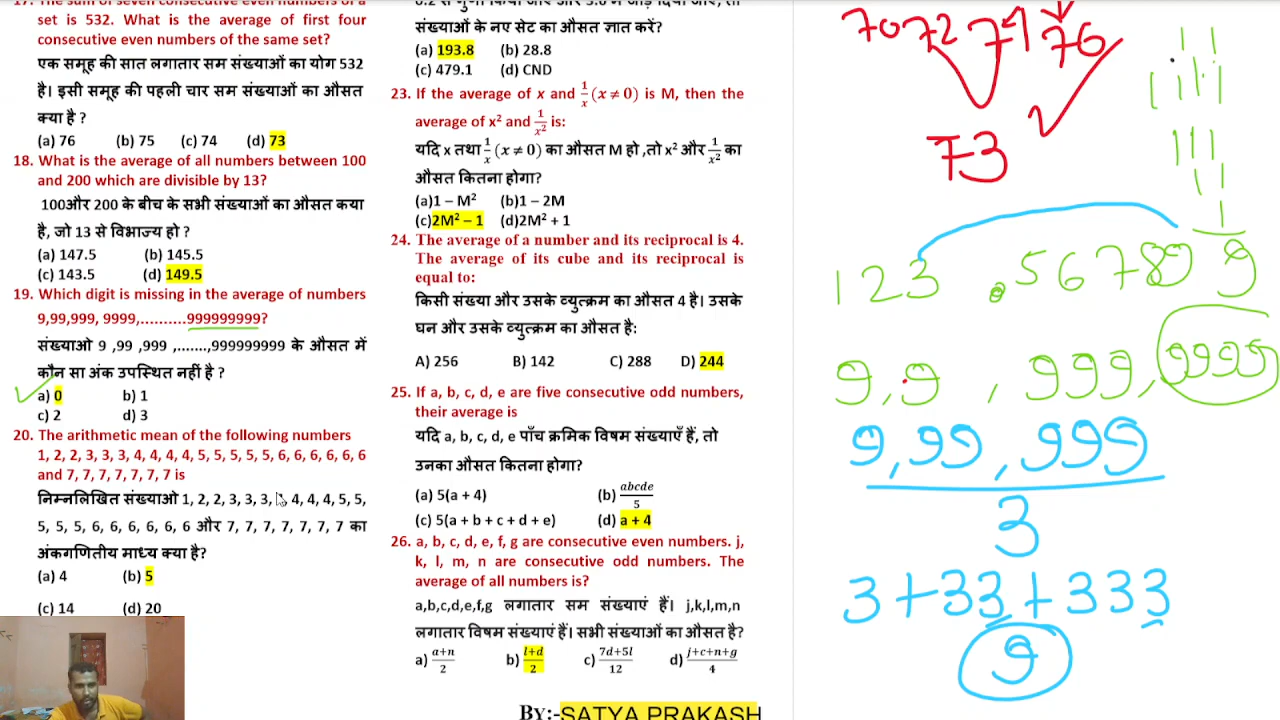 17. The sum of seven consecutive even numbers of a
set is 532. What is the average of first four
consecutive even numbers of the same set?
एक समूह की सात लगातार सम संख्याओं का योग 532
है। इसी समूह की पहली चार सम संख्याओं का औसत
क्या है ?
(a) 76 (b) 75 (c) 74 (d) 73
18. What is the average of all numbers between 100
and 200 which are divisible by 13?
100और 200 के बीच के सभी संख्याओं का औसत कया
है, जो 13 से विभाज्य हो ?
(a) 147.5 (b) 145.5
(c) 143.5 (d) 149.5
19. Which digit is missing in the average of numbers
9,99,999, 9999,..........999999999?
संख्याओ 9 ,99 ,999 ,.......,999999999 के औसत में
कौन सा अंक उपस्थित नहीं है ?
a) 0 b) 1
c) 2 d) 3
20. The arithmetic mean of the following numbers
1, 2, 2, 3, 3, 3, 4, 4, 4, 4, 5, 5, 5, 5, 5, 6, 6, 6, 6, 6, 6
and 7, 7, 7, 7, 7, 7, 7 is
निम्नलिखित संख्याओ 1, 2, 2, 3, 3, 3, 4, 4, 4, 5, 5,
5, 5, 5, 6, 6, 6, 6, 6, 6 और 7, 7, 7, 7, 7, 7, 7 का
अंकगणितीय माध्य क्या है?
(a) 4 (b) 5
(c) 14 (d) 20
संख्याओं के नए सेट का औसत ज्ञात करें?
(a) 193.8 (b) 28.8
(c) 479.1 (d) CND
23. If the average of x and 1/x (x ≠ 0) is M, then the
average of x² and 1/x² is:
यदि x तथा 1/x (x ≠ 0) का औसत M हो ,तो x² और 1/x² का
औसत कितना होगा?
(a)1 − M² (b)1 − 2M
(c)2M² − 1 (d)2M² + 1
24. The average of a number and its reciprocal is 4.
The average of its cube and its reciprocal is
equal to:
किसी संख्या और उसके व्युत्क्रम का औसत 4 है। उसके
घन और उसके व्युत्क्रम का औसत है:
A) 256 B) 142 C) 288 D) 244
25. If a, b, c, d, e are five consecutive odd numbers,
their average is
यदि a, b, c, d, e पाँच क्रमिक विषम संख्याएँ हैं, तो
उनका औसत कितना होगा?
(a) 5(a + 4) (b) abcde/5
(c) 5(a + b + c + d + e) (d) a + 4
26. a, b, c, d, e, f, g are consecutive even numbers. j,
k, l, m, n are consecutive odd numbers. The
average of all numbers is?
a,b,c,d,e,f,g लगातार सम संख्याएं हैं। j,k,l,m,n
लगातार विषम संख्याएं हैं। सभी संख्याओं का औसत है?
a) a+n/2 b) l+d/2 c) 7d+5l/12 d) j+c+n+g/4
BY:-SATYA PRAKASH
70 72 74 76
73
1 2 3 . 5 6 7 8 9 9
9, 9 , 999, 9999
9, 99, 999
3
3+33+333
9